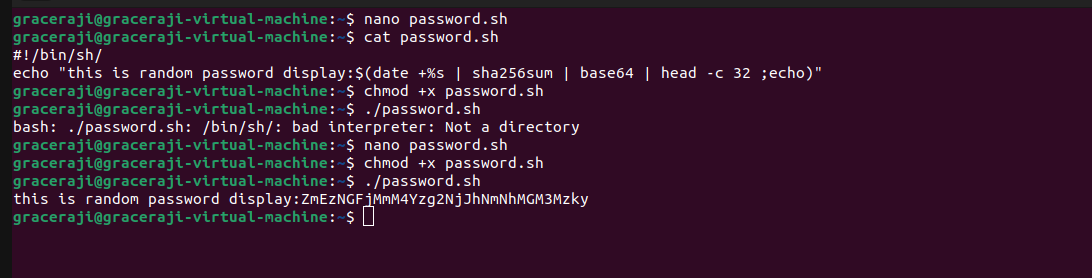 graceraji@graceraji-virtual-machine:~$ nano password.sh
graceraji@graceraji-virtual-machine:~$ cat password.sh
#!/bin/sh/
echo "this is random password display:$(date +%s | sha256sum | base64 | head -c 32 ;echo)"
graceraji@graceraji-virtual-machine:~$ chmod +x password.sh
graceraji@graceraji-virtual-machine:~$ ./password.sh
bash: ./password.sh: /bin/sh/: bad interpreter: Not a directory
graceraji@graceraji-virtual-machine:~$ nano password.sh
graceraji@graceraji-virtual-machine:~$ chmod +x password.sh
graceraji@graceraji-virtual-machine:~$ ./password.sh
this is random password display:ZmEzNGFjMmM4Yzg2NjJhNmNhMGM3Mzky
graceraji@graceraji-virtual-machine:~$